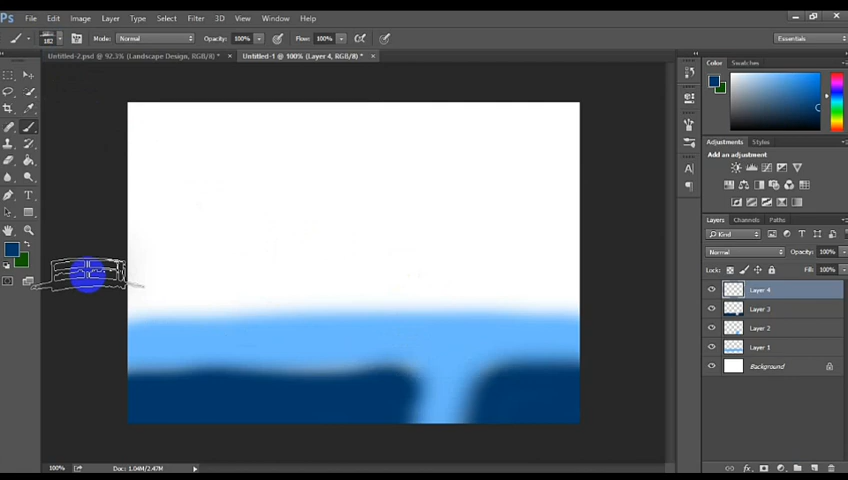 Ps File Edit Image Layer Type Select Filter 3D View Window Help
182 Mode: Normal Opacity: 100% Flow: 100% Essentials
Untitled-2.psd @ 92.3% (Landscape Design, RGB/8) * × Untitled-1 @ 100% (Layer 4, RGB/8) * ×
Color Swatches
Adjustments Styles
Add an adjustment
Layers Channels Paths
Kind
Normal Opacity: 100%
Lock: Fill: 100%
Layer 4
Layer 3
Layer 2
Layer 1
Background
100% Doc: 1.04M/2.47M